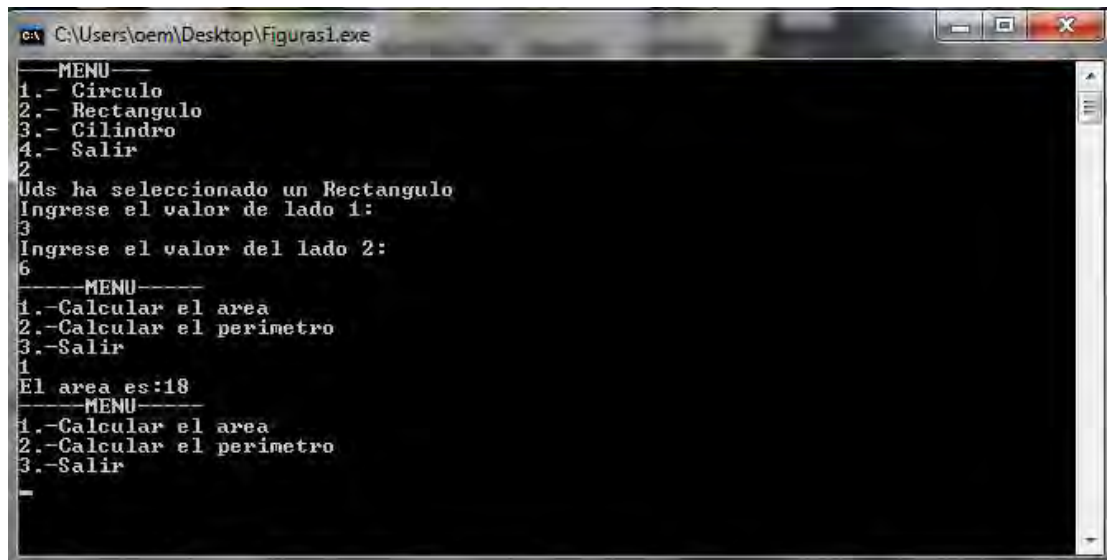 C:\Users\oem\Desktop\Figuras1.exe
---MENU---
1.- Circulo
2.- Rectangulo
3.- Cilindro
4.- Salir
2
Uds ha seleccionado un Rectangulo
Ingrese el valor de lado 1:
3
Ingrese el valor del lado 2:
6
-----MENU-----
1.-Calcular el area
2.-Calcular el perimetro
3.-Salir
1
El area es:18
-----MENU-----
1.-Calcular el area
2.-Calcular el perimetro
3.-Salir